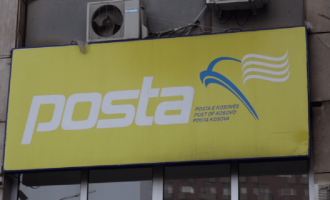 posta
POSTA E KOSOVËS
POST OF KOSOVO
POŠTA KOSOVA